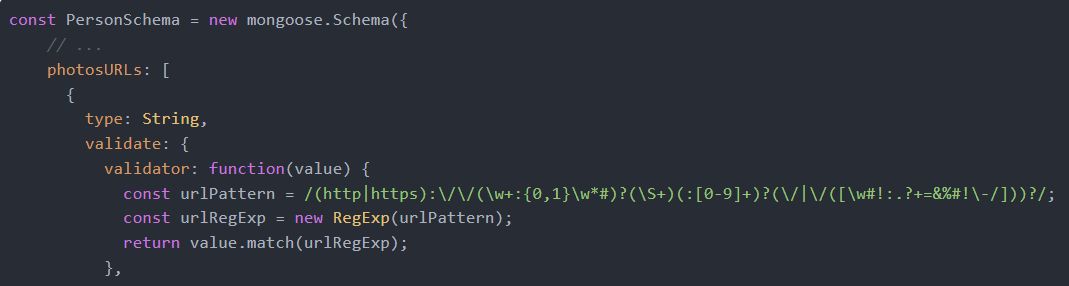 const PersonSchema = new mongoose.Schema({
    // ...
    photosURLs: [
      {
        type: String,
        validate: {
          validator: function(value) {
            const urlPattern = /(http|https):\/\/(\w+:{0,1}\w*#)?(\S+)(:[0-9]+)?(\/|\/([\w#!:.?+=&%#!\-/]))?/;
            const urlRegExp = new RegExp(urlPattern);
            return value.match(urlRegExp);
          },